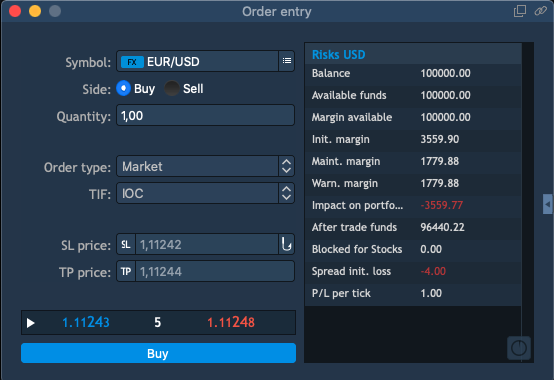 Order entry
Symbol: FX EUR/USD
Side: Buy Sell
Quantity: 1,00
Order type: Market
TIF: IOC
SL price: SL 1,11242
TP price: TP 1,11244
1.11243 5 1.11248
Buy
Risks USD
Balance 100000.00
Available funds 100000.00
Margin available 100000.00
Init. margin 3559.90
Maint. margin 1779.88
Warn. margin 1779.88
Impact on portfo... -3559.77
After trade funds 96440.22
Blocked for Stocks 0.00
Spread init. loss -4.00
P/L per tick 1.00